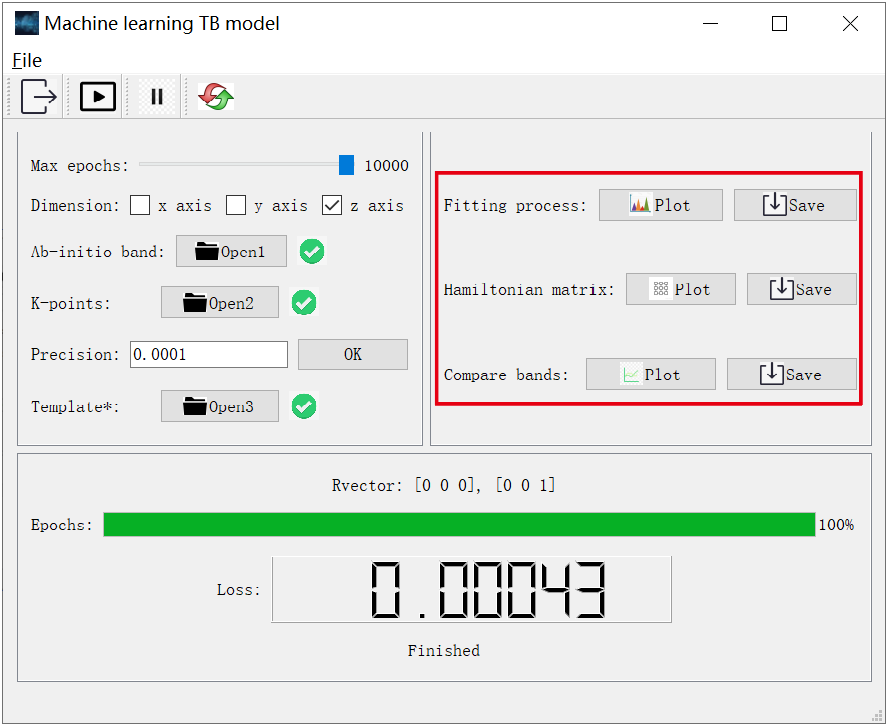 Machine learning TB model
File
Max epochs: 10000
Dimension: x axis y axis z axis
Ab-initio band: Open1
K-points: Open2
Precision: 0.0001 OK
Template*: Open3
Fitting process: Plot Save
Hamiltonian matrix: Plot Save
Compare bands: Plot Save
Rvector: [0 0 0], [0 0 1]
Epochs: 100%
Loss: 0.00043
Finished